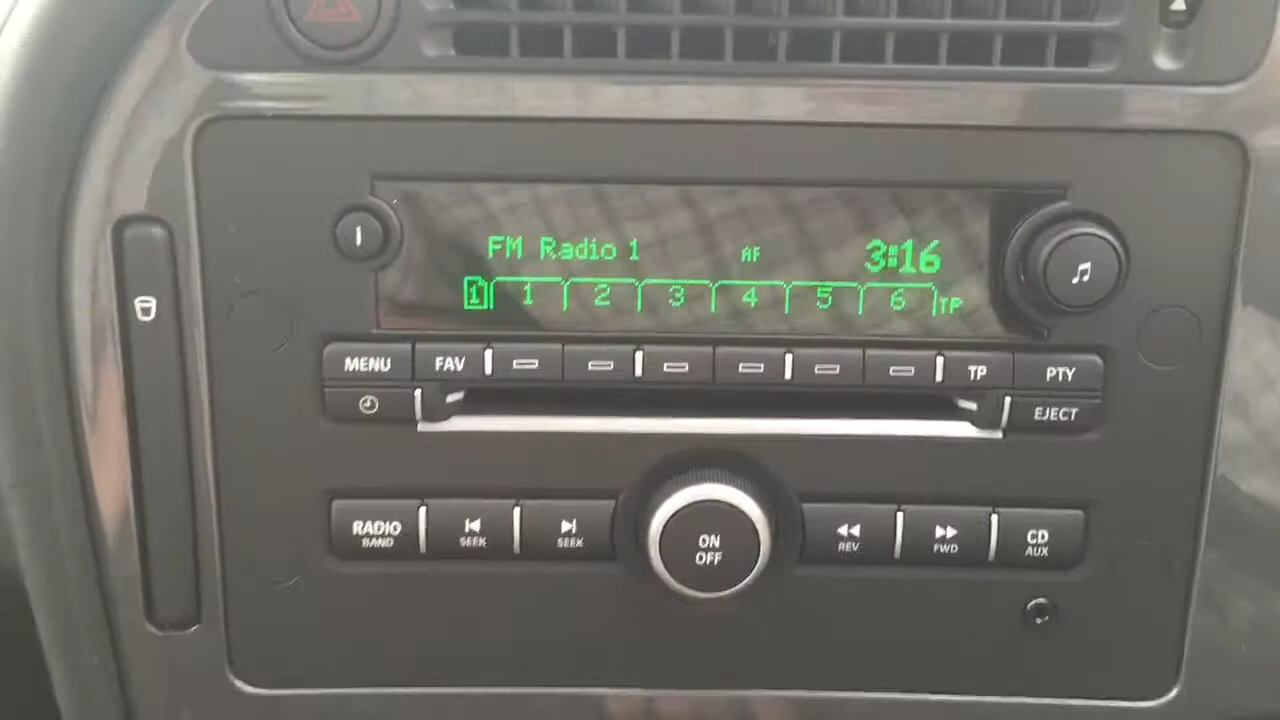 FM Radio 1 AF 3:16
1 1 2 3 4 5 6 TP
MENU FAV TP PTY
EJECT
RADIO BAND
SEEK
SEEK
ON OFF
REV
FWD
CD AUX